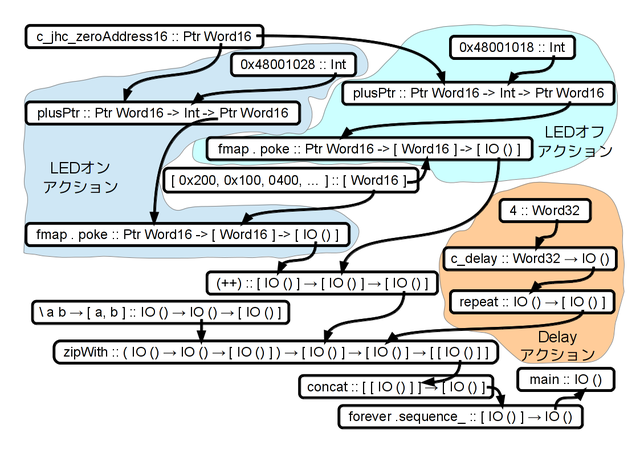 c_jhc_zeroAddress16 :: Ptr Word16
0x48001018 :: Int
0x48001028 :: Int
plusPtr :: Ptr Word16 -> Int -> Ptr Word16
plusPtr :: Ptr Word16 -> Int -> Ptr Word16
LEDオフ
アクション
fmap . poke :: Ptr Word16 -> [ Word16 ] -> [ IO () ]
LEDオン
アクション
[ 0x200, 0x100, 0400, ... ] :: [ Word16 ]
4 :: Word32
fmap . poke :: Ptr Word16 -> [ Word16 ] -> [ IO () ]
c_delay :: Word32 → IO ()
(++) :: [ IO () ] → [ IO () ] → [ IO () ]
repeat :: IO () → [ IO () ]
\ a b → [ a, b ] :: IO () → IO () → [ IO () ]
Delay
アクション
zipWith :: ( IO () → IO () → [ IO () ] ) → [ IO () ] → [ IO () ] → [ [ IO () ] ]
main :: IO ()
concat :: [ [ IO () ] ] → [ IO () ]
forever .sequence_ :: [ IO () ] → IO ()